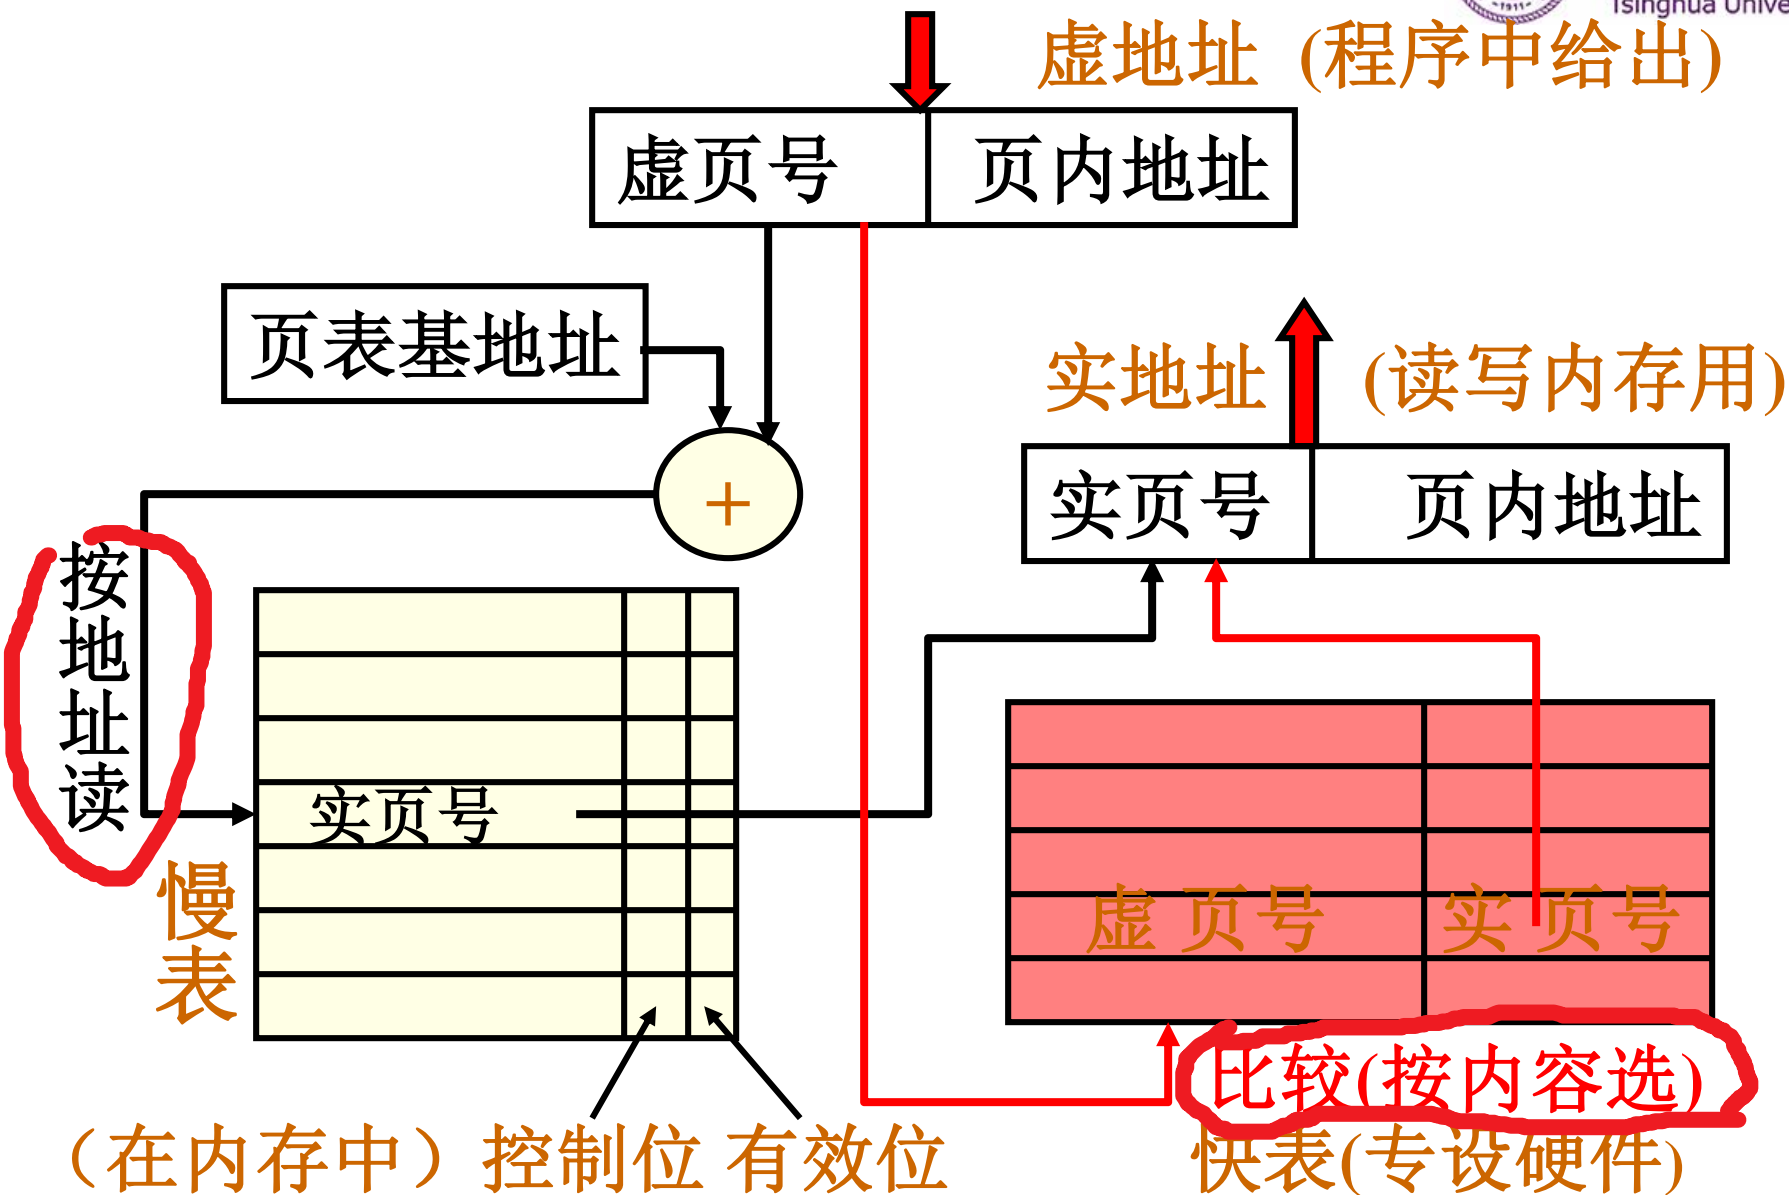 -1911-
Tsinghua Unive
虚地址 (程序中给出)
虚页号 页内地址
页表基地址
实地址 (读写内存用)
+
实页号 页内地址
按地址读
实页号
慢表
虚页号 实页号
比较(按内容选)
(在内存中) 控制位 有效位
快表(专设硬件)